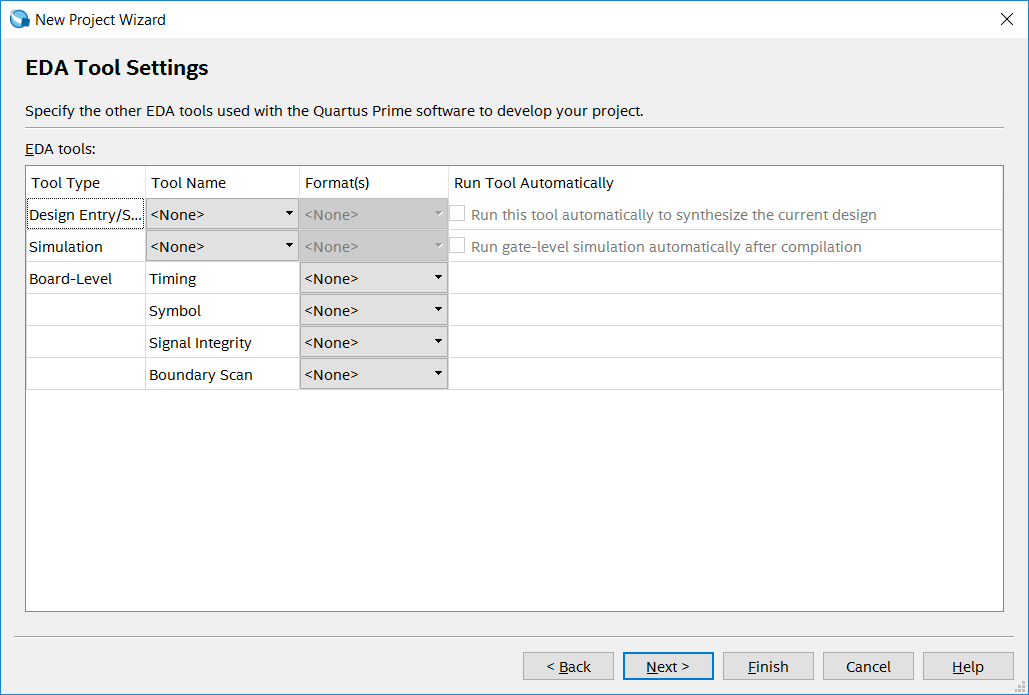 New Project Wizard
EDA Tool Settings
Specify the other EDA tools used with the Quartus Prime software to develop your project.
EDA tools:
Tool Type Tool Name Format(s) Run Tool Automatically
Design Entry/S... <None> <None> Run this tool automatically to synthesize the current design
Simulation <None> <None> Run gate-level simulation automatically after compilation
Board-Level Timing <None>
Symbol <None>
Signal Integrity <None>
Boundary Scan <None>
< Back Next > Finish Cancel Help